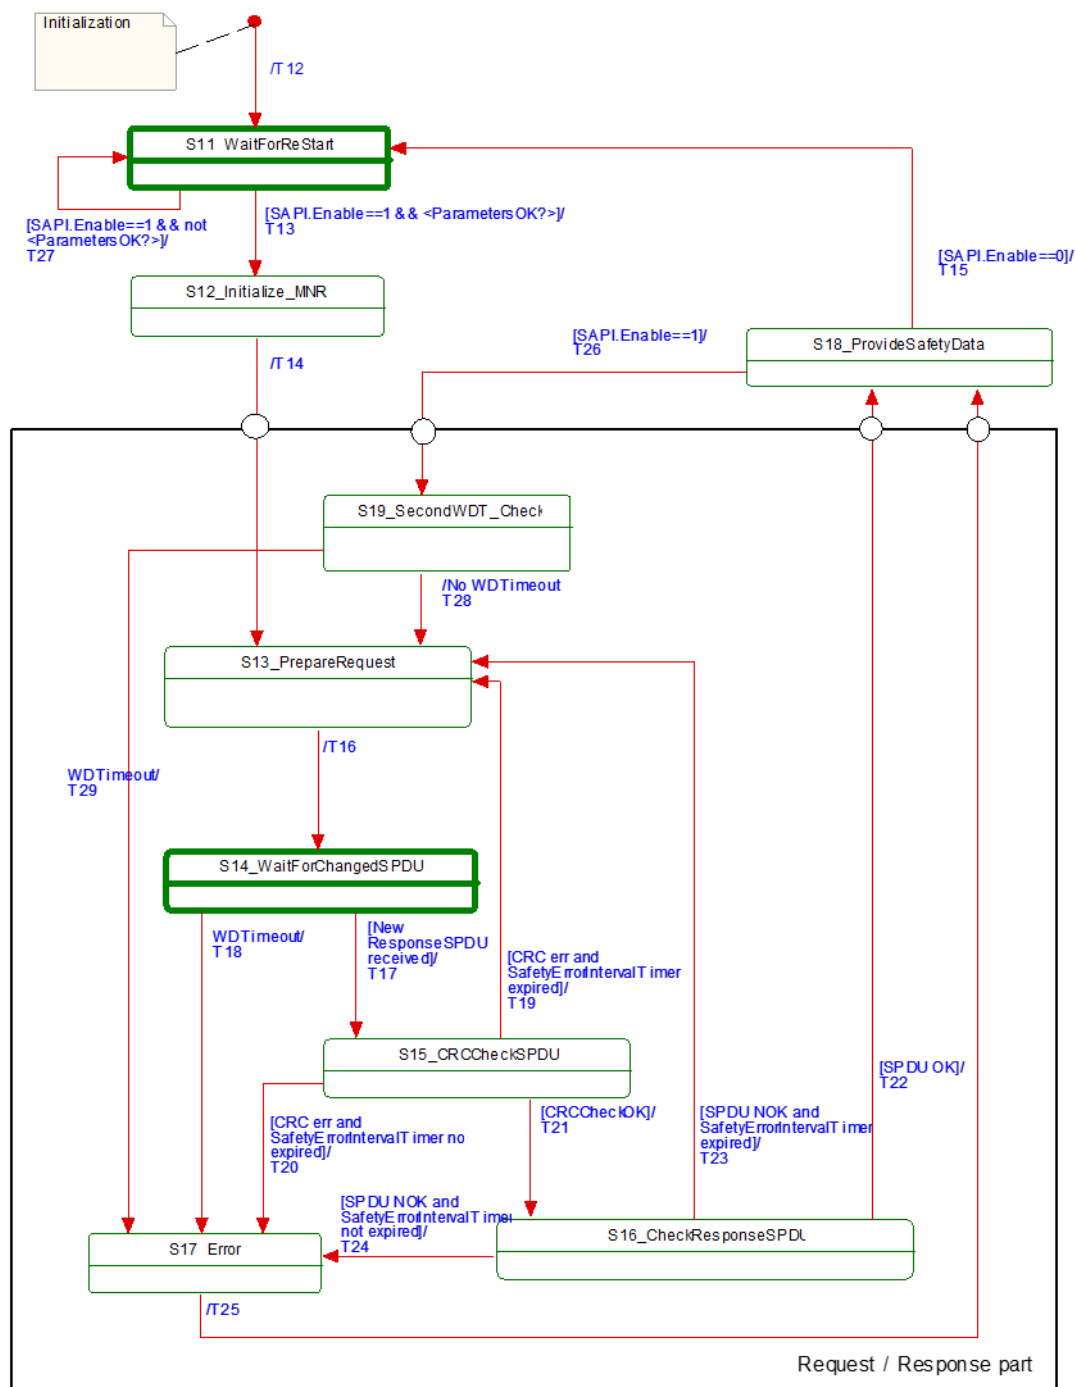 Initialization
/T12
S11_WaitForReStart
[SAPI.Enable==1 && not
<ParametersOK?>]/
T27
[SAPI.Enable==1 && <ParametersOK?>]/
T13
[SAPI.Enable==0]/
T15
S12_Initialize_MNR
[SAPI.Enable==1]/
T26
S18_ProvideSafetyData
/T14
S19_SecondWDT_Check
/No WDTimeout
T28
S13_PrepareRequest
/T16
WDTimeout/
T29
S14_WaitForChangedSPDU
WDTimeout/
T18
[New
ResponseSPDU
received]/
T17
[CRC err and
SafetyErrorIntervalTimer
expired]/
T19
S15_CRCCheckSPDU
[SPDU OK]/
T22
[CRC err and
SafetyErrorIntervalTimer no
expired]/
T20
[CRCCheckOK]/
T21
[SPDU NOK and
SafetyErrorIntervalTimer
expired]/
T23
[SPDU NOK and
SafetyErrorIntervalTimer
not expired]/
T24
S17_Error
S16_CheckResponseSPDU
/T25
Request / Response part